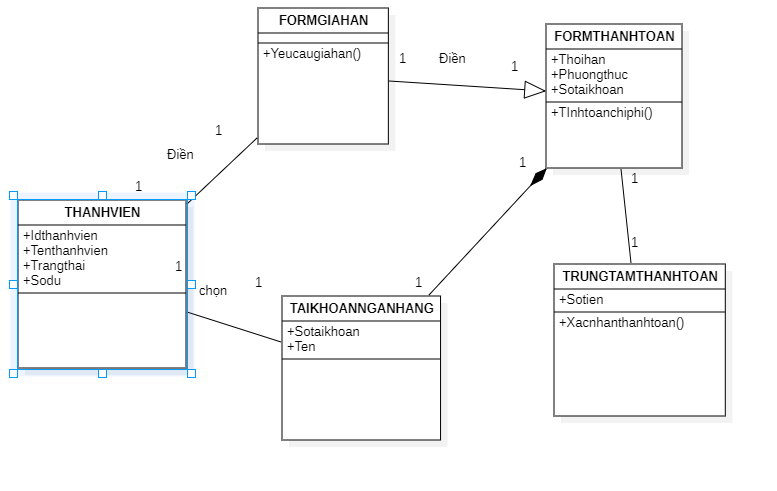 FORMGIAHAN
+Yeucaugiahan()
1
Điền
1
FORMTHANHTOAN
+Thoihan
+Phuongthuc
+Sotaikhoan
+TInhtoanchiphi()
1
Điền
1
1
1
1
THANHVIEN
+Idthanhvien
+Tenthanhvien
+Trangthai
+Sodu
1
chọn
1
1
TAIKHOANNGANHANG
+Sotaikhoan
+Ten
TRUNGTAMTHANHTOAN
+Sotien
+Xacnhanthanhtoan()